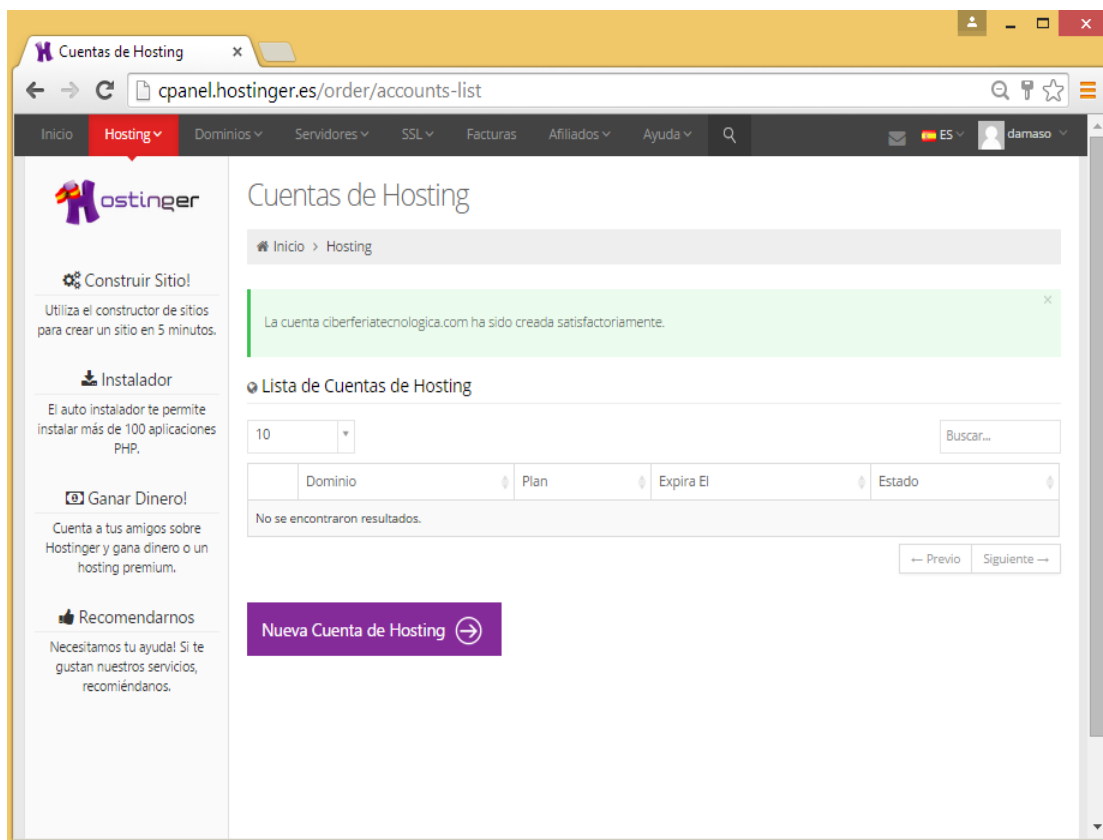 Cuentas de Hosting
cpanel.hostinger.es/order/accounts-list
Inicio Hosting Dominios Servidores SSL Facturas Afiliados Ayuda ES damaso
Hostinger
Construir Sitio!
Utiliza el constructor de sitios
para crear un sitio en 5 minutos.
Instalador
El auto instalador te permite
instalar más de 100 aplicaciones
PHP.
Ganar Dinero!
Cuenta a tus amigos sobre
Hostinger y gana dinero o un
hosting premium.
Recomendarnos
Necesitamos tu ayuda! Si te
gustan nuestros servicios,
recomiéndanos.
Cuentas de Hosting
Inicio > Hosting
La cuenta ciberferiatecnologica.com ha sido creada satisfactoriamente.
Lista de Cuentas de Hosting
10 Buscar...
Dominio Plan Expira El Estado
No se encontraron resultados.
← Previo Siguiente →
Nueva Cuenta de Hosting